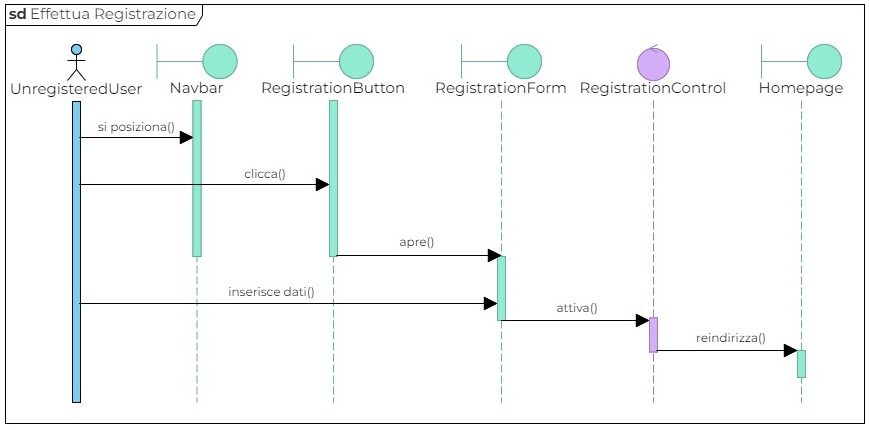 sd Effettua Registrazione
UnregisteredUser
Navbar
RegistrationButton
RegistrationForm
RegistrationControl
Homepage
si posiziona()
clicca()
apre()
inserisce dati()
attiva()
reindirizza()